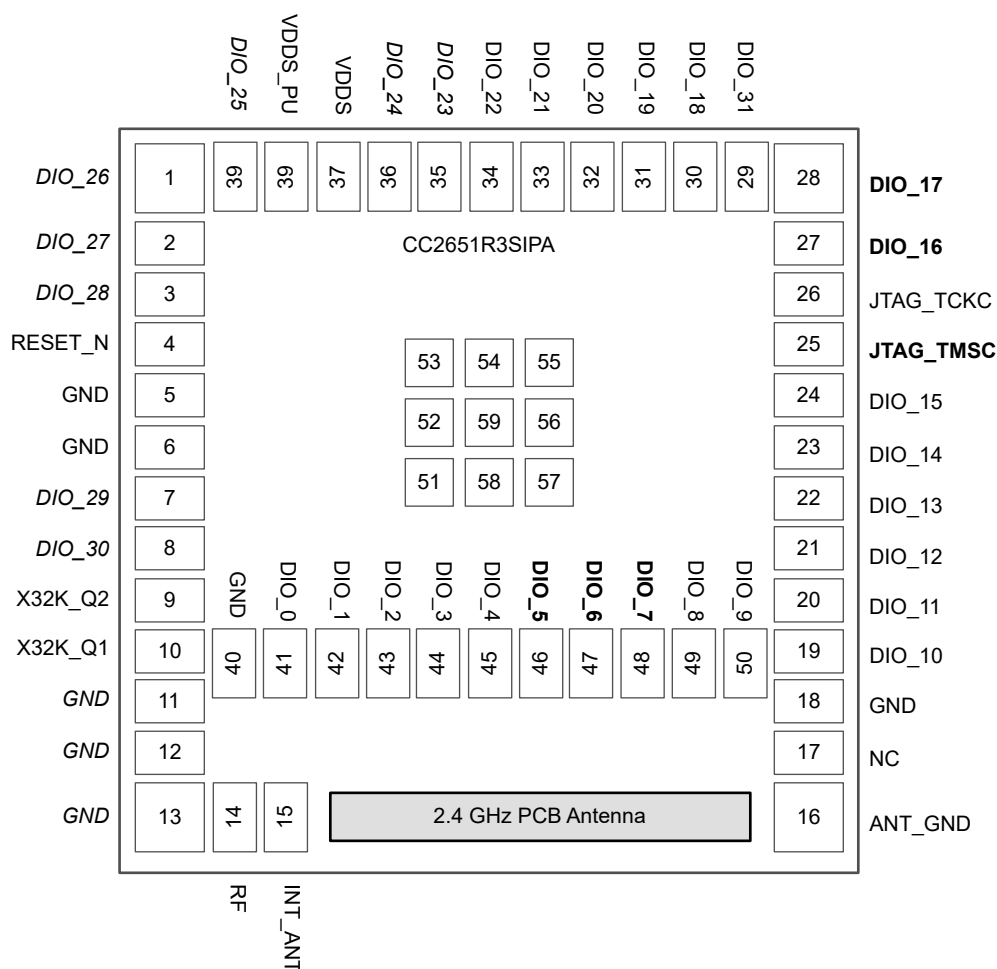 DIO_25 VDDS_PU VDDS DIO_24 DIO_23 DIO_22 DIO_21 DIO_20 DIO_19 DIO_18 DIO_31
DIO_26 1 39 39 37 36 35 34 33 32 31 30 29 28 DIO_17
DIO_27 2 CC2651R3SIPA 27 DIO_16
DIO_28 3 26 JTAG_TCKC
RESET_N 4 53 54 55 25 JTAG_TMSC
GND 5 24 DIO_15
52 59 56
GND 6 23 DIO_14
DIO_29 7 51 58 57 22 DIO_13
DIO_30 8 21 DIO_12
GND DIO_0 DIO_1 DIO_2 DIO_3 DIO_4 DIO_5 DIO_6 DIO_7 DIO_8 DIO_9
X32K_Q2 9 20 DIO_11
X32K_Q1 10 40 41 42 43 44 45 46 47 48 49 50 19 DIO_10
GND 11 18 GND
GND 12 17 NC
GND 13 14 15 2.4 GHz PCB Antenna 16 ANT_GND
RF INT_ANT